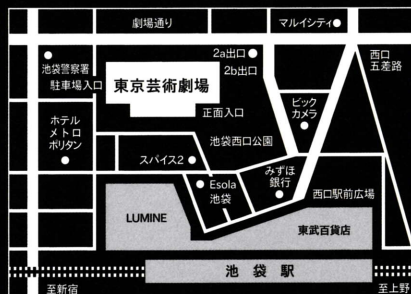 劇場通り
マルイシティ
池袋警察署
駐車場入口
東京芸術劇場
2a出口
2b出口
西口
五差路
正面入口
ビック
カメラ
ホテル
メトロ
ポリタン
池袋西口公園
スパイス2
Esola
池袋
みずほ
銀行
西口駅前広場
LUMINE
東武百貨店
池袋駅
至新宿
至上野